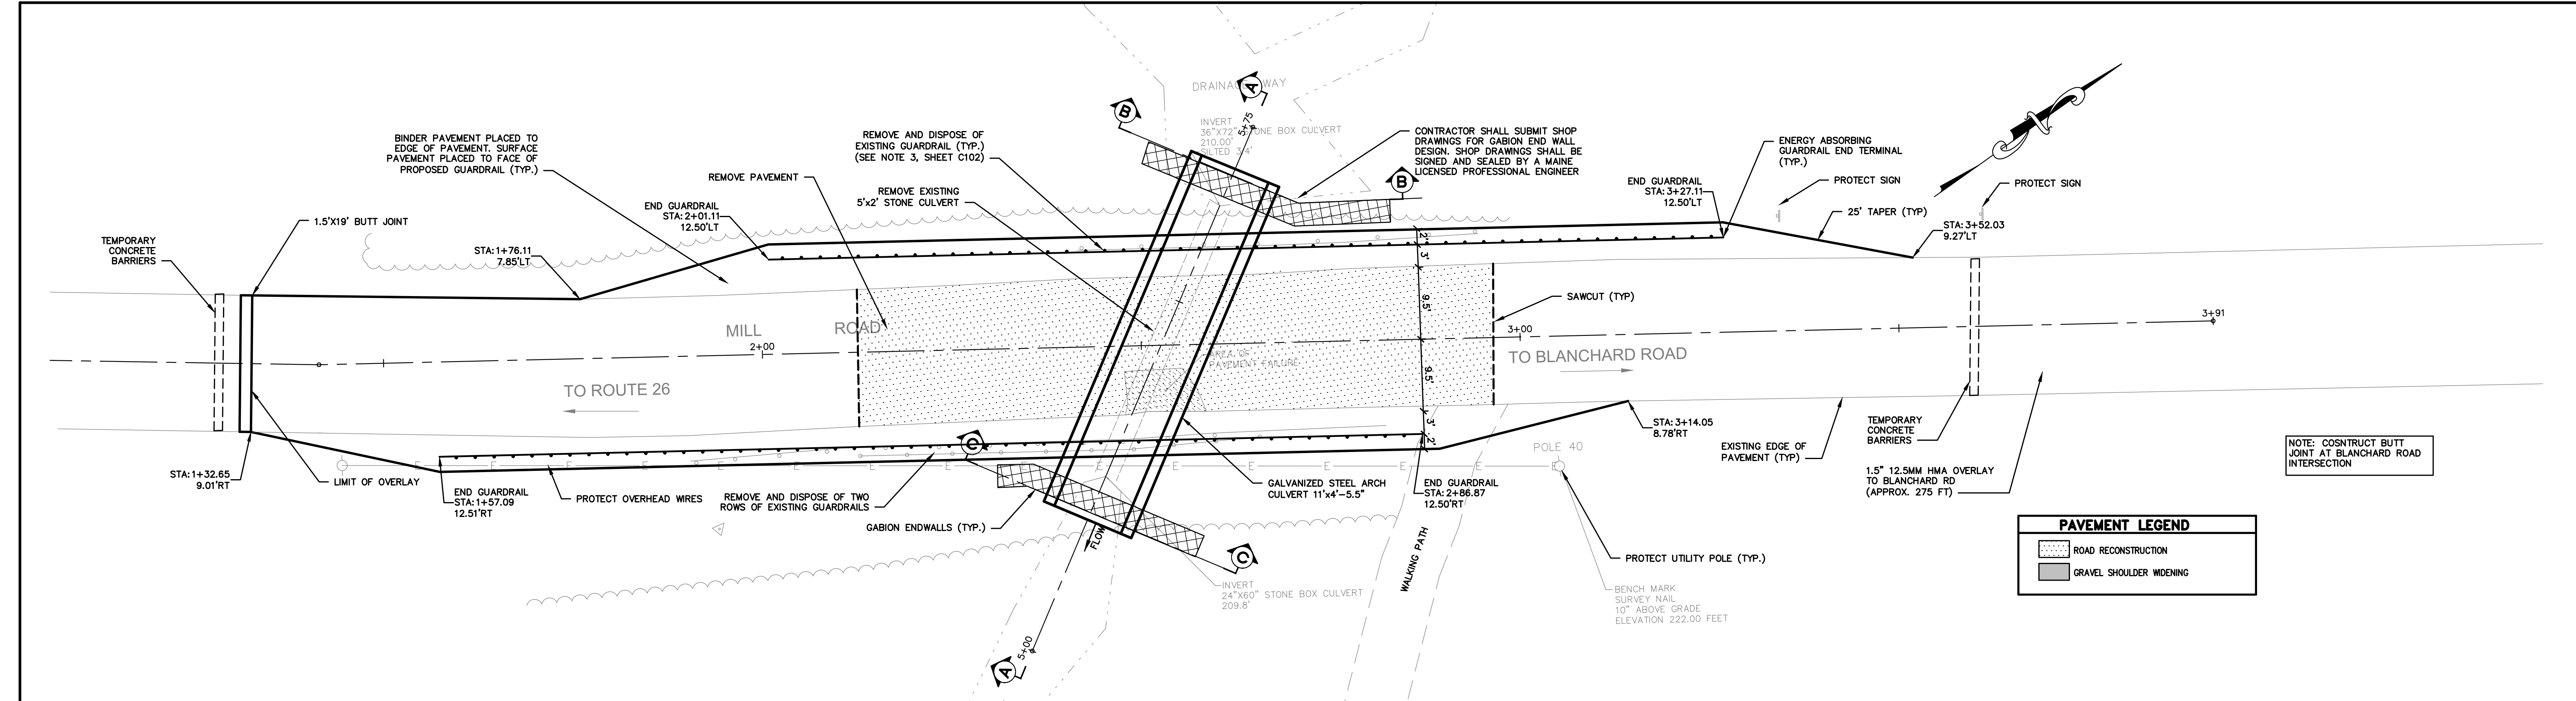 DRAINAGE WAY
INVERT
36"X72" STONE BOX CULVERT
210.00'
SILTED 3/4'
5+75
A
B
BINDER PAVEMENT PLACED TO
EDGE OF PAVEMENT. SURFACE
PAVEMENT PLACED TO FACE OF
PROPOSED GUARDRAIL (TYP.)
REMOVE AND DISPOSE OF
EXISTING GUARDRAIL (TYP.)
(SEE NOTE 3, SHEET C102)
CONTRACTOR SHALL SUBMIT SHOP
DRAWINGS FOR GABION END WALL
DESIGN. SHOP DRAWINGS SHALL BE
SIGNED AND SEALED BY A MAINE
LICENSED PROFESSIONAL ENGINEER
B
ENERGY ABSORBING
GUARDRAIL END TERMINAL
(TYP.)
PROTECT SIGN
PROTECT SIGN
REMOVE PAVEMENT
REMOVE EXISTING
5'x2' STONE CULVERT
END GUARDRAIL
STA: 3+27.11
12.50'LT
25' TAPER (TYP)
STA: 3+52.03
9.27'LT
END GUARDRAIL
STA: 2+01.11
12.50'LT
1.5'X19' BUTT JOINT
TEMPORARY
CONCRETE
BARRIERS
STA: 1+76.11
7.85'LT
2'
3'
9.5'
9.5'
3'
2'
SAWCUT (TYP)
MILL ROAD
2+00
3+00
3+91
AREA OF
PAVEMENT FAILURE
TO BLANCHARD ROAD
TO ROUTE 26
STA: 3+14.05
8.78'RT
TEMPORARY
CONCRETE
BARRIERS
EXISTING EDGE OF
PAVEMENT (TYP)
POLE 40
NOTE: COSNTRUCT BUTT
JOINT AT BLANCHARD ROAD
INTERSECTION
C
E E E E E E E E E E E E E E E E
STA: 1+32.65
9.01'RT
LIMIT OF OVERLAY
END GUARDRAIL
STA: 1+57.09
12.51'RT
PROTECT OVERHEAD WIRES
REMOVE AND DISPOSE OF TWO
ROWS OF EXISTING GUARDRAILS
GABION ENDWALLS (TYP.)
GALVANIZED STEEL ARCH
CULVERT 11'x4'-5.5"
END GUARDRAIL
STA: 2+86.87
12.50'RT
1.5" 12.5MM HMA OVERLAY
TO BLANCHARD RD
(APPROX. 275 FT)
PAVEMENT LEGEND
ROAD RECONSTRUCTION
GRAVEL SHOULDER WIDENING
FLOW
C
WALKING PATH
PROTECT UTILITY POLE (TYP.)
INVERT
24"X60" STONE BOX CULVERT
209.8'
BENCH MARK
SURVEY NAIL
10" ABOVE GRADE
ELEVATION 222.00 FEET
5+00
A